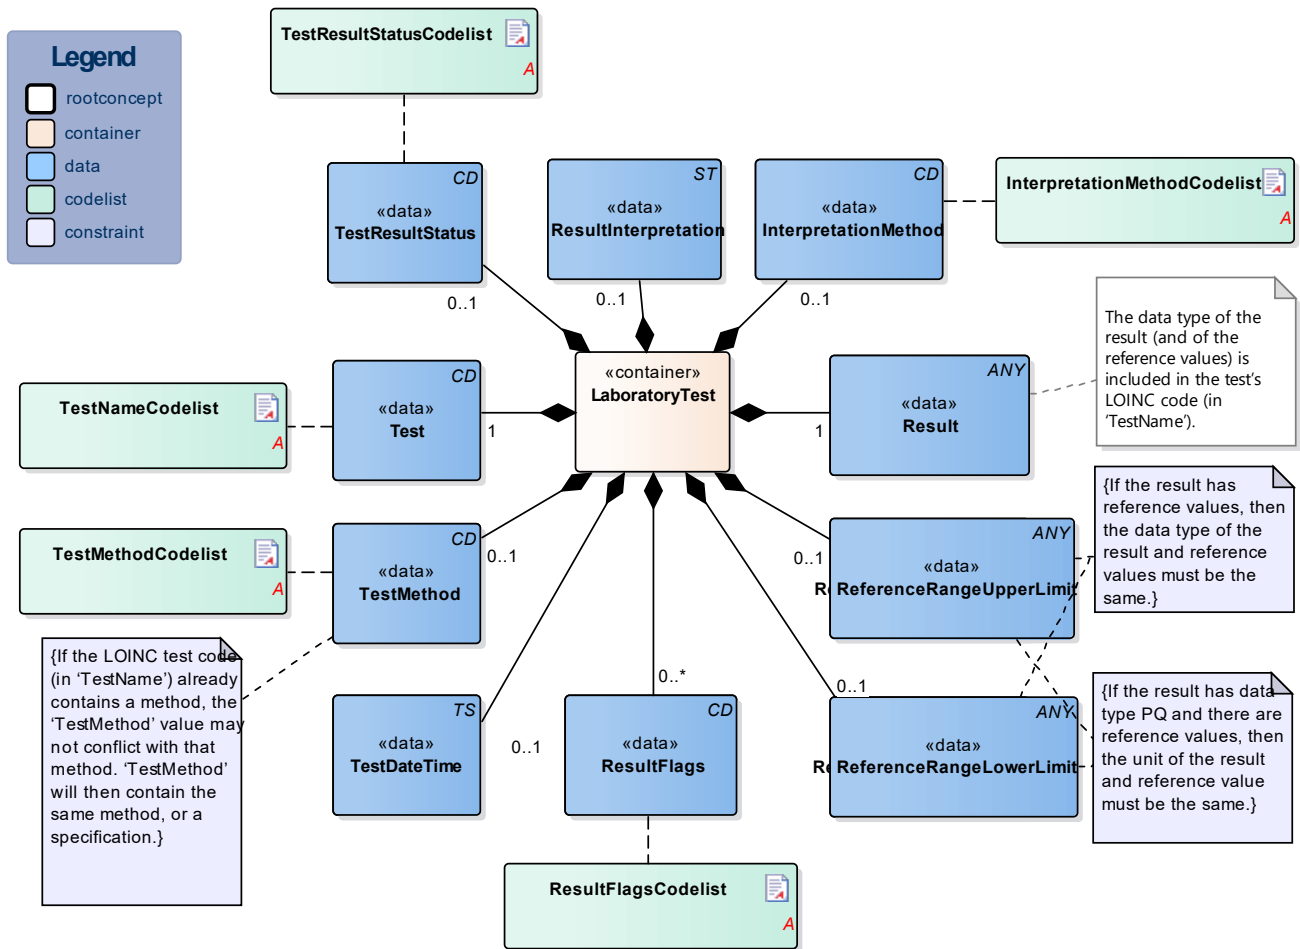 TestResultStatusCodelist
A
Legend
rootconcept
container
data
codelist
constraint
CD
«data»
TestResultStatus
0..1
ST
«data»
ResultInterpretation
0..1
CD
«data»
InterpretationMethod
0..1
InterpretationMethodCodelist
A
The data type of the
result (and of the
reference values) is
included in the test's
LOINC code (in
'TestName').
«container»
LaboratoryTest
TestNameCodelist
A
CD
«data»
Test
1
ANY
«data»
Result
1
{If the result has
reference values, then
the data type of the
result and reference
values must be the
same.}
TestMethodCodelist
A
CD
«data»
TestMethod
0..1
ANY
«data»
ReReferenceRangeUpperLimit
0..1
{If the LOINC test code
(in ‘TestName’) already
contains a method, the
‘TestMethod’ value may
not conflict with that
method. ‘TestMethod’
will then contain the
same method, or a
specification.}
TS
«data»
TestDateTime
0..1
CD
«data»
ResultFlags
0..*
ANY
«data»
ReReferenceRangeLowerLimit
0..1
{If the result has data
type PQ and there are
reference values, then
the unit of the result
and reference value
must be the same.}
ResultFlagsCodelist
A